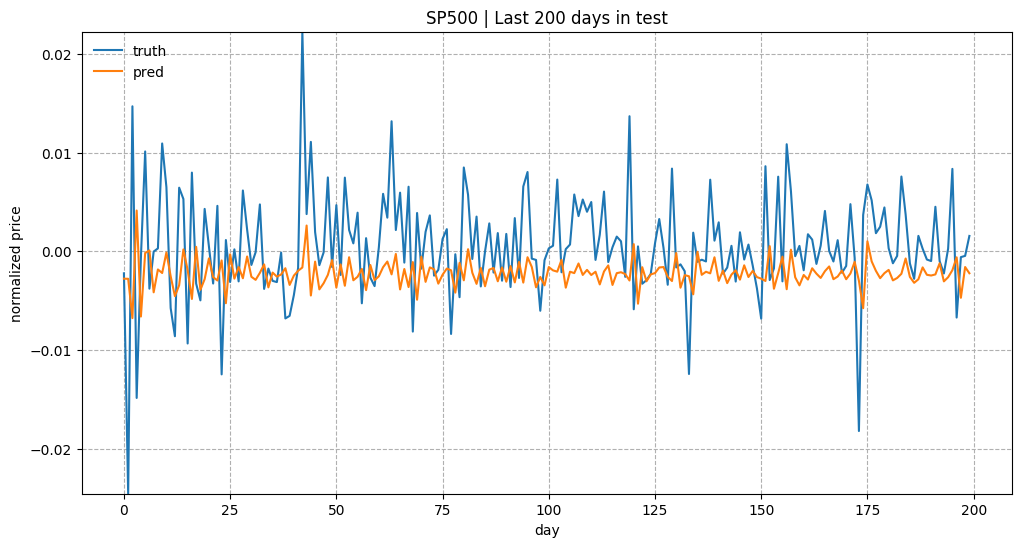 SP500 | Last 200 days in test
truth
pred
0.02
0.01
0.00
−0.01
−0.02
normalized price
0 25 50 75 100 125 150 175 200
day